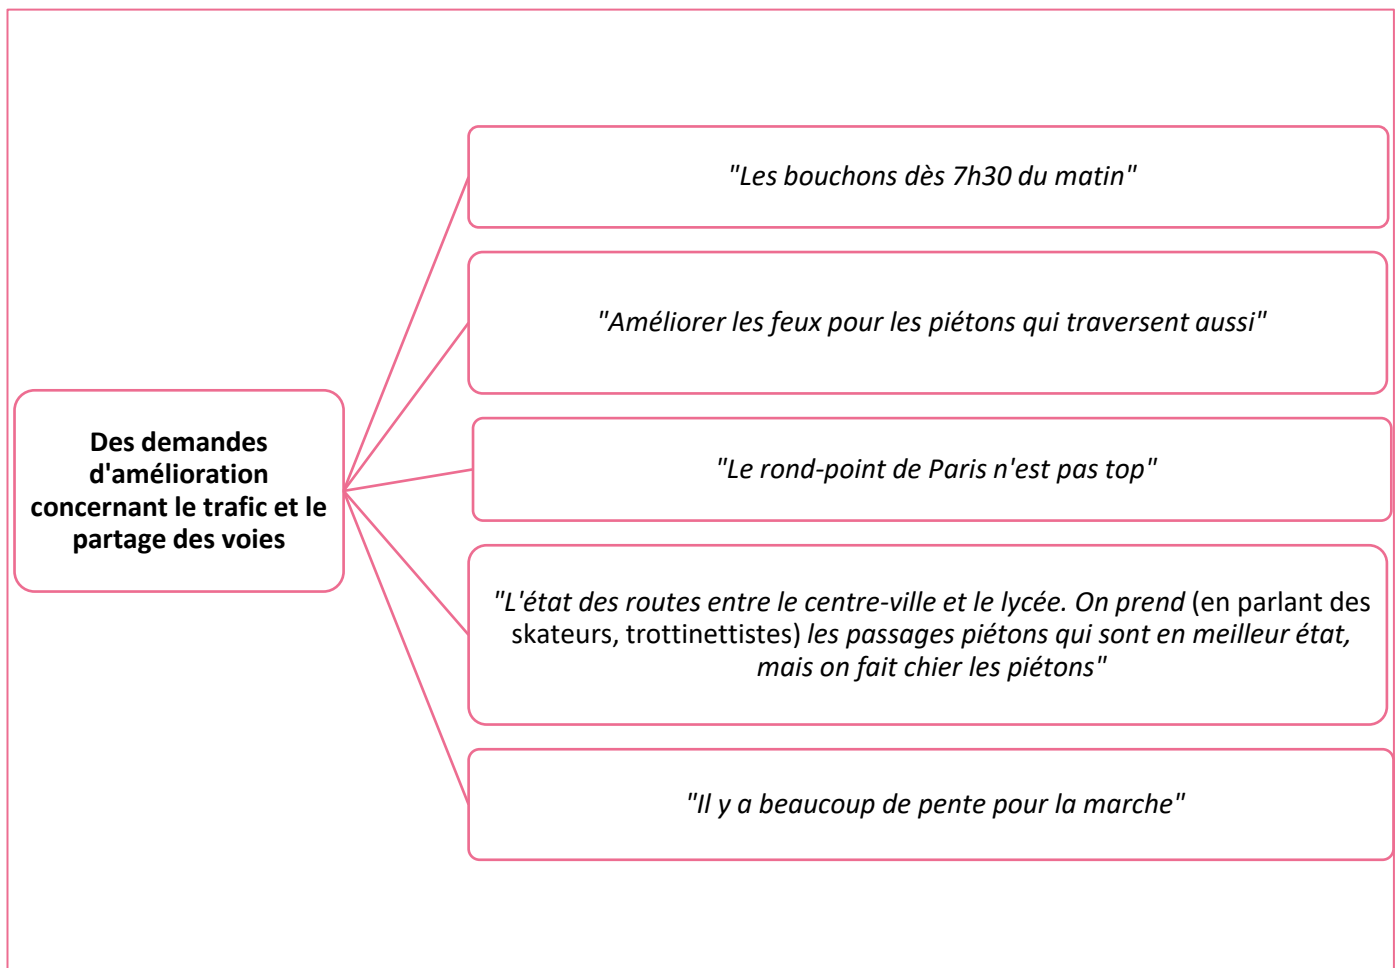 "Les bouchons dès 7h30 du matin"
"Améliorer les feux pour les piétons qui traversent aussi"
Des demandes
d'amélioration
concernant le trafic et le
partage des voies
"Le rond-point de Paris n'est pas top"
"L'état des routes entre le centre-ville et le lycée. On prend (en parlant des
skateurs, trottinettistes) les passages piétons qui sont en meilleur état,
mais on fait chier les piétons"
"Il y a beaucoup de pente pour la marche"